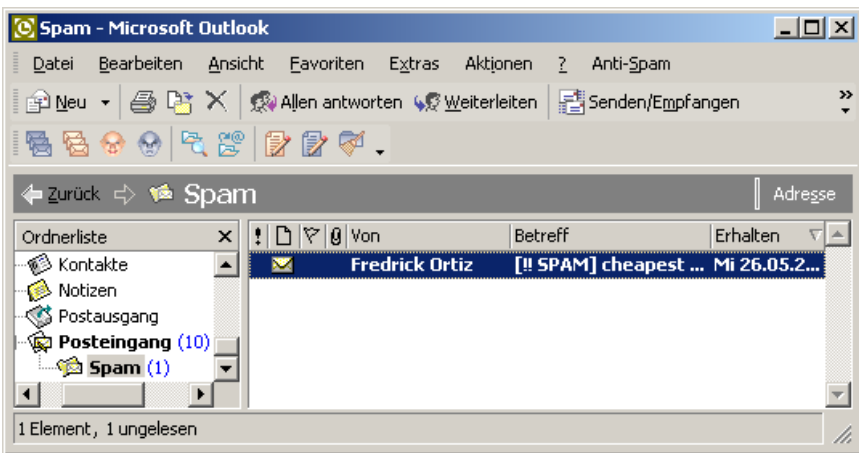 Spam - Microsoft Outlook
Datei Bearbeiten Ansicht Favoriten Extras Aktionen ? Anti-Spam
Neu Allen antworten Weiterleiten Senden/Empfangen
Zurück Spam Adresse
Ordnerliste Von Betreff Erhalten
Kontakte Fredrick Ortiz [!! SPAM] cheapest ... Mi 26.05.2...
Notizen
Postausgang
Posteingang (10)
Spam (1)
1 Element, 1 ungelesen